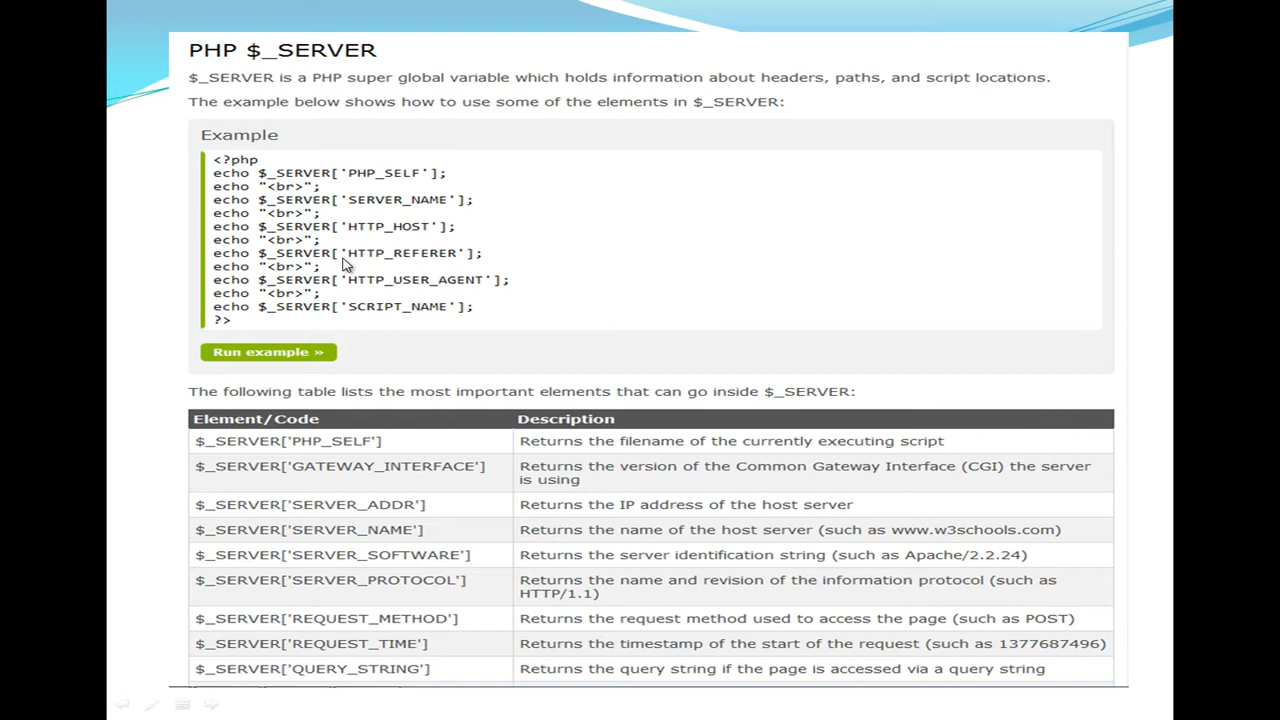 PHP $_SERVER
$_SERVER is a PHP super global variable which holds information about headers, paths, and script locations.
The example below shows how to use some of the elements in $_SERVER:
Example
<?php
echo $_SERVER['PHP_SELF'];
echo "<br>";
echo $_SERVER['SERVER_NAME'];
echo "<br>";
echo $_SERVER['HTTP_HOST'];
echo "<br>";
echo $_SERVER['HTTP_REFERER'];
echo "<br>";
echo $_SERVER['HTTP_USER_AGENT'];
echo "<br>";
echo $_SERVER['SCRIPT_NAME'];
?>
Run example »
The following table lists the most important elements that can go inside $_SERVER:
Element/Code Description
$_SERVER['PHP_SELF'] Returns the filename of the currently executing script
$_SERVER['GATEWAY_INTERFACE'] Returns the version of the Common Gateway Interface (CGI) the server
is using
$_SERVER['SERVER_ADDR'] Returns the IP address of the host server
$_SERVER['SERVER_NAME'] Returns the name of the host server (such as www.w3schools.com)
$_SERVER['SERVER_SOFTWARE'] Returns the server identification string (such as Apache/2.2.24)
$_SERVER['SERVER_PROTOCOL'] Returns the name and revision of the information protocol (such as
HTTP/1.1)
$_SERVER['REQUEST_METHOD'] Returns the request method used to access the page (such as POST)
$_SERVER['REQUEST_TIME'] Returns the timestamp of the start of the request (such as 1377687496)
$_SERVER['QUERY_STRING'] Returns the query string if the page is accessed via a query string